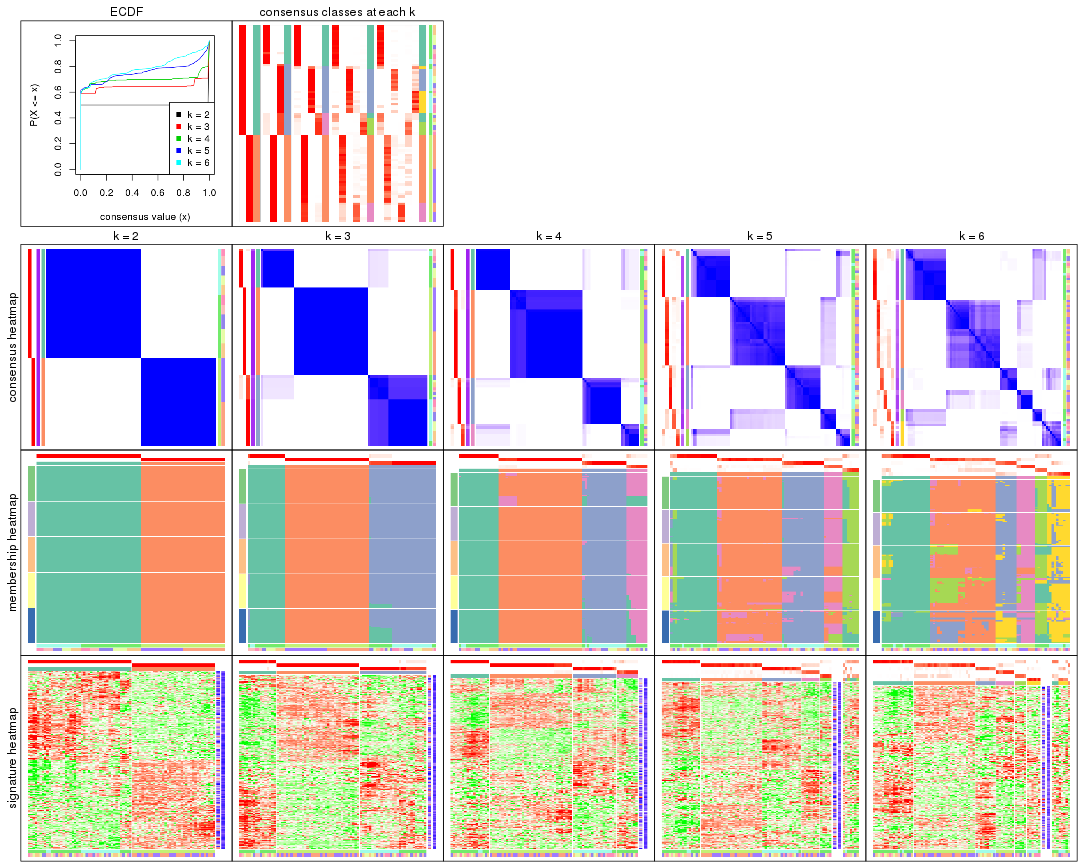 ECDF
consensus classes at each k
P(X <= x)
0.0 0.2 0.4 0.6 0.8 1.0
k = 2
k = 3
k = 4
k = 5
k = 6
0.0 0.2 0.4 0.6 0.8 1.0
consensus value (x)
k = 2
k = 3
k = 4
k = 5
k = 6
consensus heatmap
membership heatmap
signature heatmap